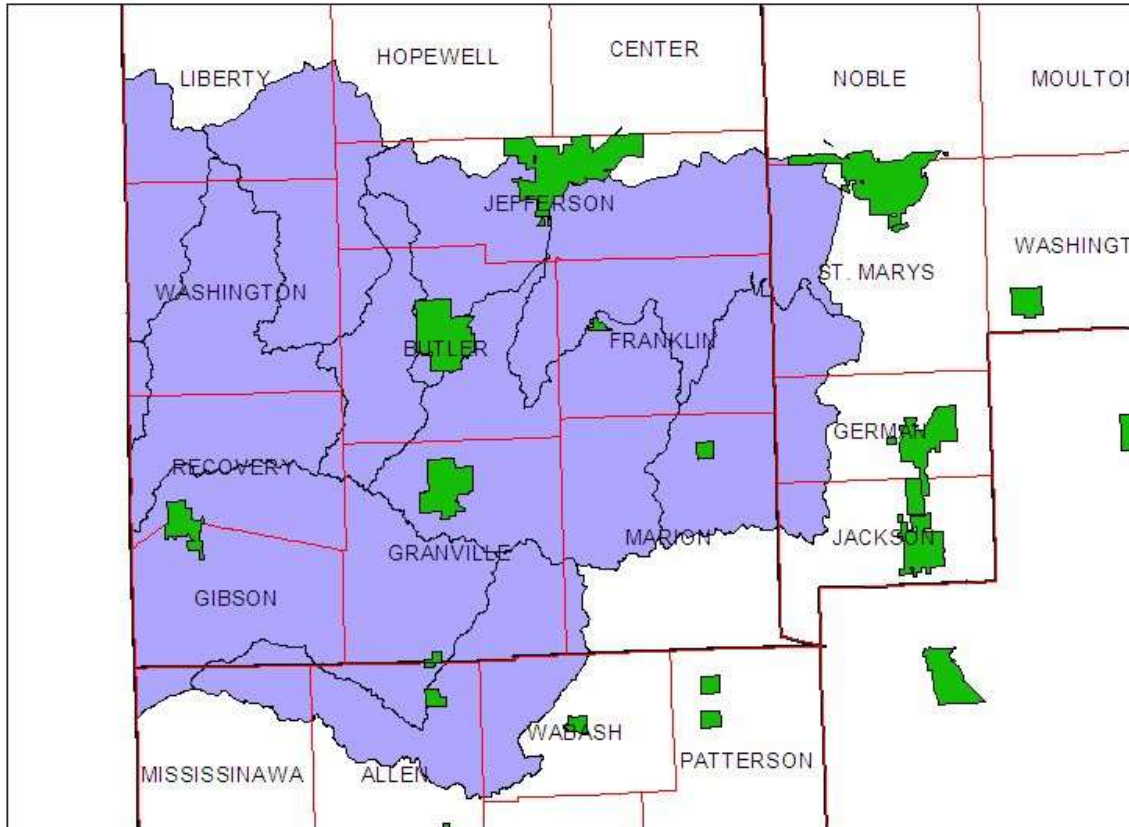 CENTER
HOPEWELL
LIBERTY
NOBLE
MOULTON
JEFFERSON
ST. MARYS
WASHINGT
WASHINGTON
BUTLER
FRANKLIN
GERMAN
RECOVERY
MARION
JACKSON
GRANVILLE
GIBSON
WABASH
PATTERSON
MISSISSINAWA
ALLEN